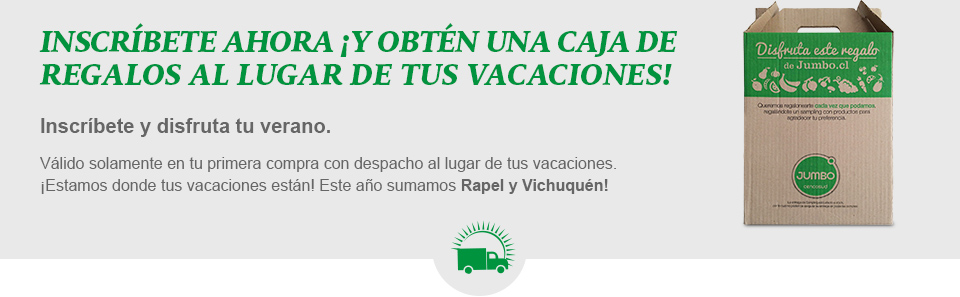 INSCRÍBETE AHORA ¡Y OBTÉN UNA CAJA DE
REGALOS AL LUGAR DE TUS VACACIONES!
Inscríbete y disfruta tu verano.
Válido solamente en tu primera compra con despacho al lugar de tus vacaciones.
¡Estamos donde tus vacaciones están! Este año sumamos Rapel y Vichuquén!
Disfruta este regalo
de Jumbo.cl
Queremos regalonearte cada vez que podamos,
regalándote un sampling con productos para
agradecer tu preferencia.
JUMBO
cencosud